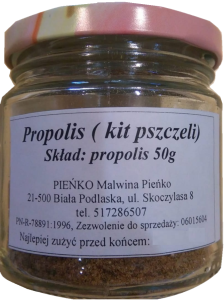 Propolis ( kit pszczeli)
Skład: propolis 50g
PIEŃKO Malwina Pieńko
21-500 Biała Podlaska, ul. Skoczylasa 8
tel. 517286507
PN-R-78891:1996, Zezwolenie do sprzedaży: 06015604
Najlepiej zużyć przed końcem: